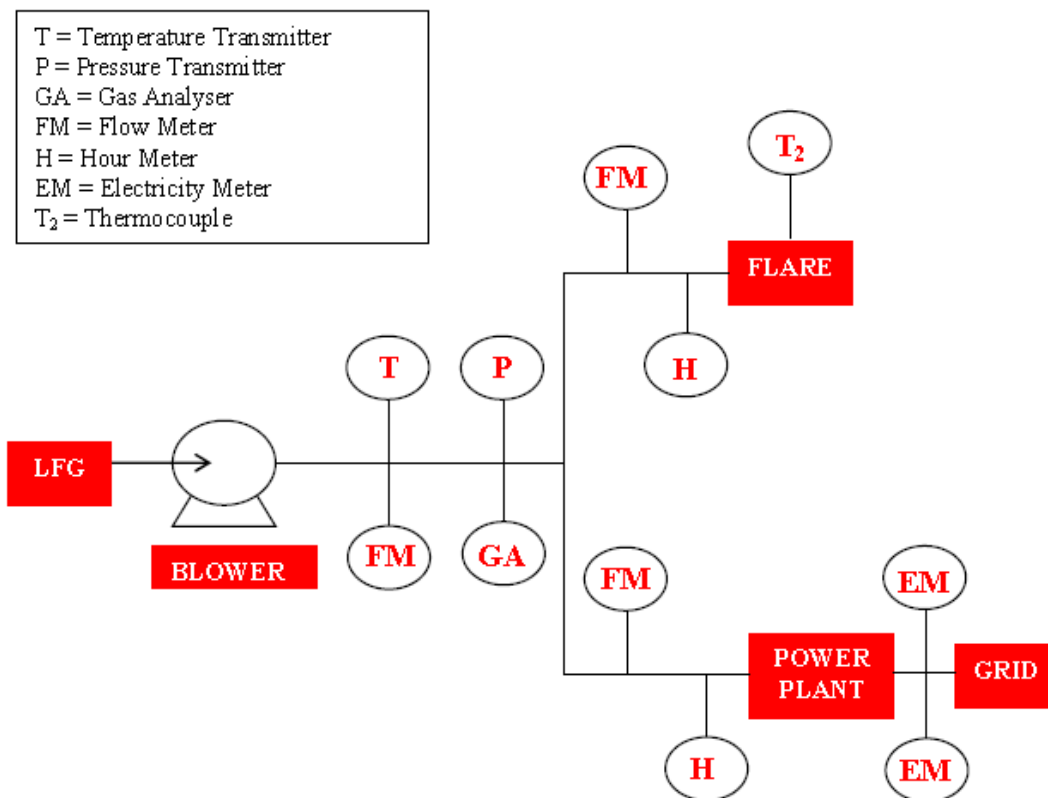 T = Temperature Transmitter
P = Pressure Transmitter
GA = Gas Analyser
FM = Flow Meter
H = Hour Meter
EM = Electricity Meter
T₂ = Thermocouple
T₂
FM
FLARE
H
T
P
LFG
BLOWER
FM
GA
FM
EM
POWER
PLANT
GRID
H
EM